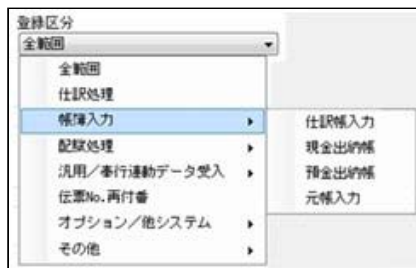 登録区分
全範囲
全範囲
仕訳処理
帳簿入力
配賦処理
汎用／奉行連動データ受入
伝票No.再付番
オプション／他システム
その他
仕訳帳入力
現金出納帳
預金出納帳
元帳入力